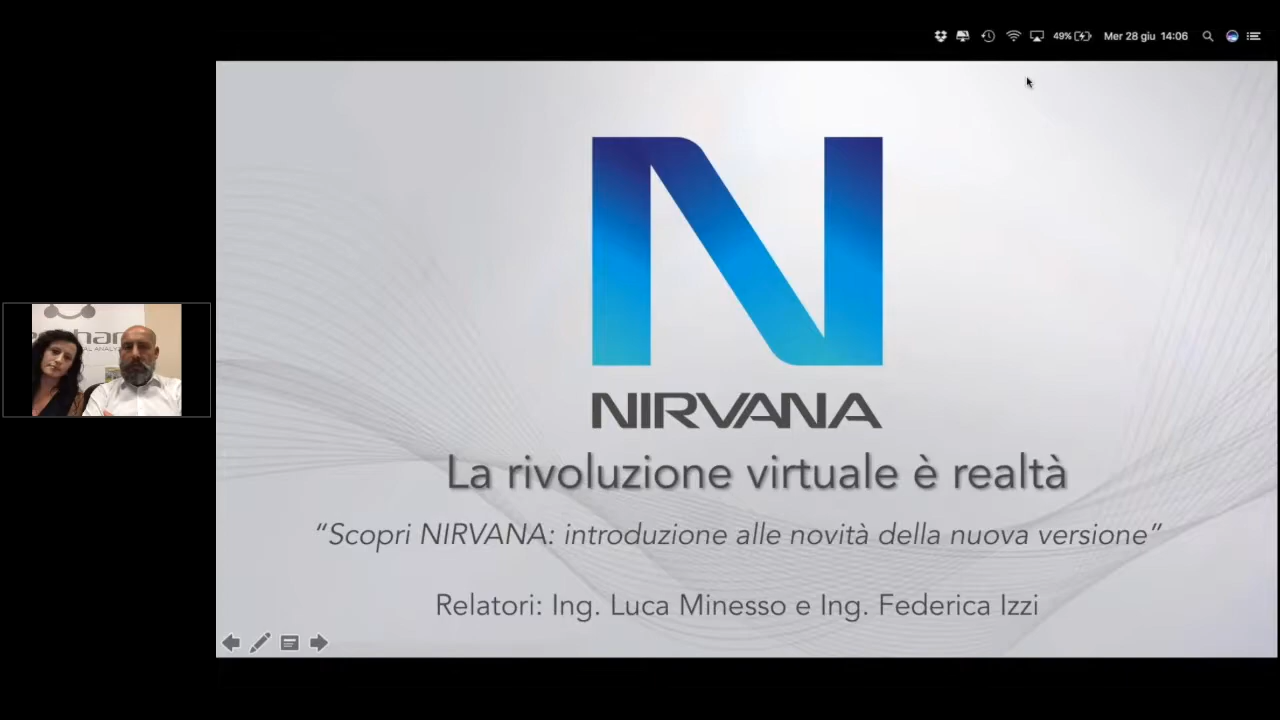 49% Mer 28 giu 14:06
N
NIRVANA
La rivoluzione virtuale è realtà
“Scopri NIRVANA: introduzione alle novità della nuova versione”
Relatori: Ing. Luca Minesso e Ing. Federica Izzi